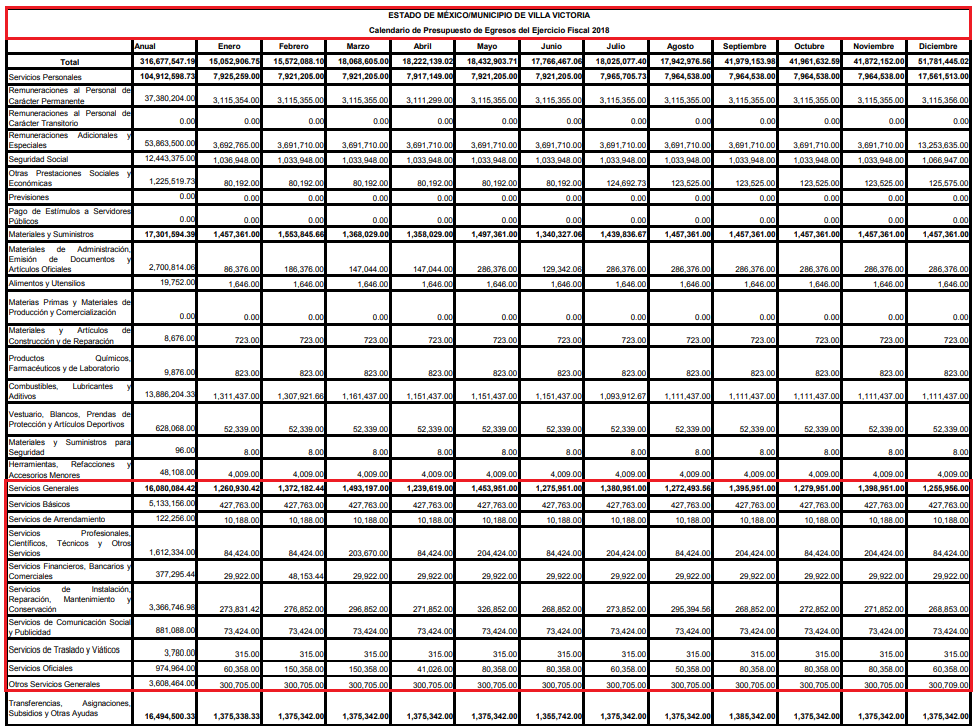 ESTADO DE MÉXICO/MUNICIPIO DE VILLA VICTORIA
Calendario de Presupuesto de Egresos del Ejercicio Fiscal 2018
Anual Enero Febrero Marzo Abril Mayo Junio Julio Agosto Septiembre Octubre Noviembre Diciembre
Total 316,677,547.19 15,052,906.75 15,572,088.10 18,068,605.00 18,222,139.02 18,432,903.71 17,766,467.06 18,025,077.40 17,942,976.56 41,979,153.98 41,961,632.59 41,872,152.00 51,781,445.02
Servicios Personales 104,912,598.73 7,925,259.00 7,921,205.00 7,921,205.00 7,917,149.00 7,921,205.00 7,921,205.00 7,965,705.73 7,964,538.00 7,964,538.00 7,964,538.00 7,964,538.00 17,561,513.00
Remuneraciones al Personal de
Carácter Permanente 37,380,204.00 3,115,354.00 3,115,355.00 3,115,355.00 3,111,299.00 3,115,355.00 3,115,355.00 3,115,355.00 3,115,355.00 3,115,355.00 3,115,355.00 3,115,355.00 3,115,356.00
Remuneraciones al Personal de
Carácter Transitorio 0.00 0.00 0.00 0.00 0.00 0.00 0.00 0.00 0.00 0.00 0.00 0.00 0.00
Remuneraciones Adicionales y
Especiales 53,863,500.00 3,692,765.00 3,691,710.00 3,691,710.00 3,691,710.00 3,691,710.00 3,691,710.00 3,691,710.00 3,691,710.00 3,691,710.00 3,691,710.00 3,691,710.00 13,253,635.00
Seguridad Social 12,443,375.00 1,036,948.00 1,033,948.00 1,033,948.00 1,033,948.00 1,033,948.00 1,033,948.00 1,033,948.00 1,033,948.00 1,033,948.00 1,033,948.00 1,033,948.00 1,066,947.00
Otras Prestaciones Sociales y
Económicas 1,225,519.73 80,192.00 80,192.00 80,192.00 80,192.00 80,192.00 80,192.00 124,692.73 123,525.00 123,525.00 123,525.00 123,525.00 125,575.00
Previsiones 0.00 0.00 0.00 0.00 0.00 0.00 0.00 0.00 0.00 0.00 0.00 0.00 0.00
Pago de Estímulos a Servidores
Públicos 0.00 0.00 0.00 0.00 0.00 0.00 0.00 0.00 0.00 0.00 0.00 0.00 0.00
Materiales y Suministros 17,301,594.39 1,457,361.00 1,553,845.66 1,368,029.00 1,358,029.00 1,497,361.00 1,340,327.06 1,439,836.67 1,457,361.00 1,457,361.00 1,457,361.00 1,457,361.00 1,457,361.00
Materiales de Administración,
Emisión de Documentos y
Artículos Oficiales 2,700,814.06 86,376.00 186,376.00 147,044.00 147,044.00 286,376.00 129,342.06 286,376.00 286,376.00 286,376.00 286,376.00 286,376.00 286,376.00
Alimentos y Utensilios 19,752.00 1,646.00 1,646.00 1,646.00 1,646.00 1,646.00 1,646.00 1,646.00 1,646.00 1,646.00 1,646.00 1,646.00 1,646.00
Materias Primas y Materiales de
Producción y Comercialización 0.00 0.00 0.00 0.00 0.00 0.00 0.00 0.00 0.00 0.00 0.00 0.00 0.00
Materiales y Artículos de
Construcción y de Reparación 8,676.00 723.00 723.00 723.00 723.00 723.00 723.00 723.00 723.00 723.00 723.00 723.00 723.00
Productos Químicos,
Farmacéuticos y de Laboratorio 9,876.00 823.00 823.00 823.00 823.00 823.00 823.00 823.00 823.00 823.00 823.00 823.00 823.00
Combustibles, Lubricantes y
Aditivos 13,886,204.33 1,311,437.00 1,307,921.66 1,161,437.00 1,151,437.00 1,151,437.00 1,151,437.00 1,093,912.67 1,111,437.00 1,111,437.00 1,111,437.00 1,111,437.00 1,111,437.00
Vestuario, Blancos, Prendas de
Protección y Artículos Deportivos 628,068.00 52,339.00 52,339.00 52,339.00 52,339.00 52,339.00 52,339.00 52,339.00 52,339.00 52,339.00 52,339.00 52,339.00 52,339.00
Materiales y Suministros para
Seguridad 96.00 8.00 8.00 8.00 8.00 8.00 8.00 8.00 8.00 8.00 8.00 8.00 8.00
Herramientas, Refacciones y
Accesorios Menores 48,108.00 4,009.00 4,009.00 4,009.00 4,009.00 4,009.00 4,009.00 4,009.00 4,009.00 4,009.00 4,009.00 4,009.00 4,009.00
Servicios Generales 16,080,084.42 1,260,930.42 1,372,182.44 1,493,197.00 1,239,619.00 1,453,951.00 1,275,951.00 1,380,951.00 1,272,493.56 1,395,951.00 1,279,951.00 1,398,951.00 1,255,956.00
Servicios Básicos 5,133,156.00 427,763.00 427,763.00 427,763.00 427,763.00 427,763.00 427,763.00 427,763.00 427,763.00 427,763.00 427,763.00 427,763.00 427,763.00
Servicios de Arrendamiento 122,256.00 10,188.00 10,188.00 10,188.00 10,188.00 10,188.00 10,188.00 10,188.00 10,188.00 10,188.00 10,188.00 10,188.00 10,188.00
Servicios Profesionales,
Científicos, Técnicos y Otros
Servicios 1,612,334.00 84,424.00 84,424.00 203,670.00 84,424.00 204,424.00 84,424.00 204,424.00 84,424.00 204,424.00 84,424.00 204,424.00 84,424.00
Servicios Financieros, Bancarios y
Comerciales 377,295.44 29,922.00 48,153.44 29,922.00 29,922.00 29,922.00 29,922.00 29,922.00 29,922.00 29,922.00 29,922.00 29,922.00 29,922.00
Servicios de Instalación,
Reparación, Mantenimiento y
Conservación 3,366,746.98 273,831.42 276,852.00 296,852.00 271,852.00 326,852.00 268,852.00 273,852.00 295,394.56 268,852.00 272,852.00 271,852.00 268,853.00
Servicios de Comunicación Social
y Publicidad 881,088.00 73,424.00 73,424.00 73,424.00 73,424.00 73,424.00 73,424.00 73,424.00 73,424.00 73,424.00 73,424.00 73,424.00 73,424.00
Servicios de Traslado y Viáticos 3,780.00 315.00 315.00 315.00 315.00 315.00 315.00 315.00 315.00 315.00 315.00 315.00 315.00
Servicios Oficiales 974,964.00 60,358.00 150,358.00 150,358.00 41,026.00 80,358.00 80,358.00 60,358.00 50,358.00 80,358.00 80,358.00 80,358.00 60,358.00
Otros Servicios Generales 3,608,464.00 300,705.00 300,705.00 300,705.00 300,705.00 300,705.00 300,705.00 300,705.00 300,705.00 300,705.00 300,705.00 300,705.00 300,709.00
Transferencias, Asignaciones,
Subsidios y Otras Ayudas 16,494,500.33 1,375,338.33 1,375,342.00 1,375,342.00 1,375,342.00 1,375,342.00 1,355,742.00 1,375,342.00 1,375,342.00 1,385,342.00 1,375,342.00 1,375,342.00 1,375,342.00